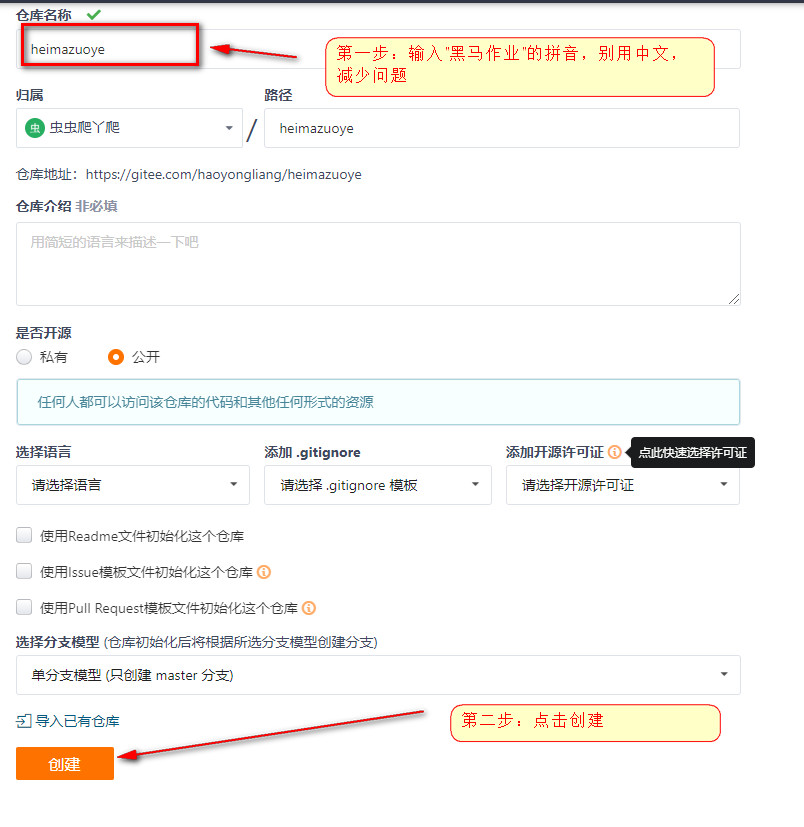 仓库名称
heimazuoye
第一步：输入"黑马作业"的拼音，别用中文，
减少问题
归属
路径
虫 虫虫爬丫爬
/
heimazuoye
仓库地址：https://gitee.com/haoyongliang/heimazuoye
仓库介绍 非必填
用简短的语言来描述一下吧
是否开源
私有
公开
任何人都可以访问该仓库的代码和其他任何形式的资源
选择语言
添加 .gitignore
添加开源许可证
点此快速选择许可证
请选择语言
请选择 .gitignore 模板
请选择开源许可证
使用Readme文件初始化这个仓库
使用Issue模板文件初始化这个仓库
使用Pull Request模板文件初始化这个仓库
选择分支模型 (仓库初始化后将根据所选分支模型创建分支)
单分支模型 (只创建 master 分支)
导入已有仓库
第二步：点击创建
创建